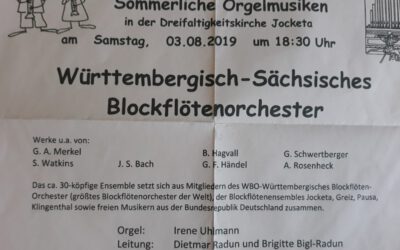 Sommerliche Orgelmusiken
in der Dreifaltigkeitskirche Jocketa
am Samstag, 03.08.2019 um 18:30 Uhr
Württembergisch-Sächsisches
Blockflötenorchester
Werke u.a. von:
G. A. Merkel B. Hagvall G. Schwertberger
S. Watkins J. S. Bach G. F. Händel A. Rosenheck
Das ca. 30-köpfige Ensemble setzt sich aus Mitgliedern des WBO-Württembergisches Blockflöten-
Orchester (größtes Blockflötenorchester der Welt), der Blockflötenensembles Jocketa, Greiz, Pausa,
Klingenthal sowie freien Musikern aus der Bundesrepublik Deutschland zusammen.
Orgel: Irene Uhlmann
Leitung: Dietmar Radun und Brigitte Bigl-Radun